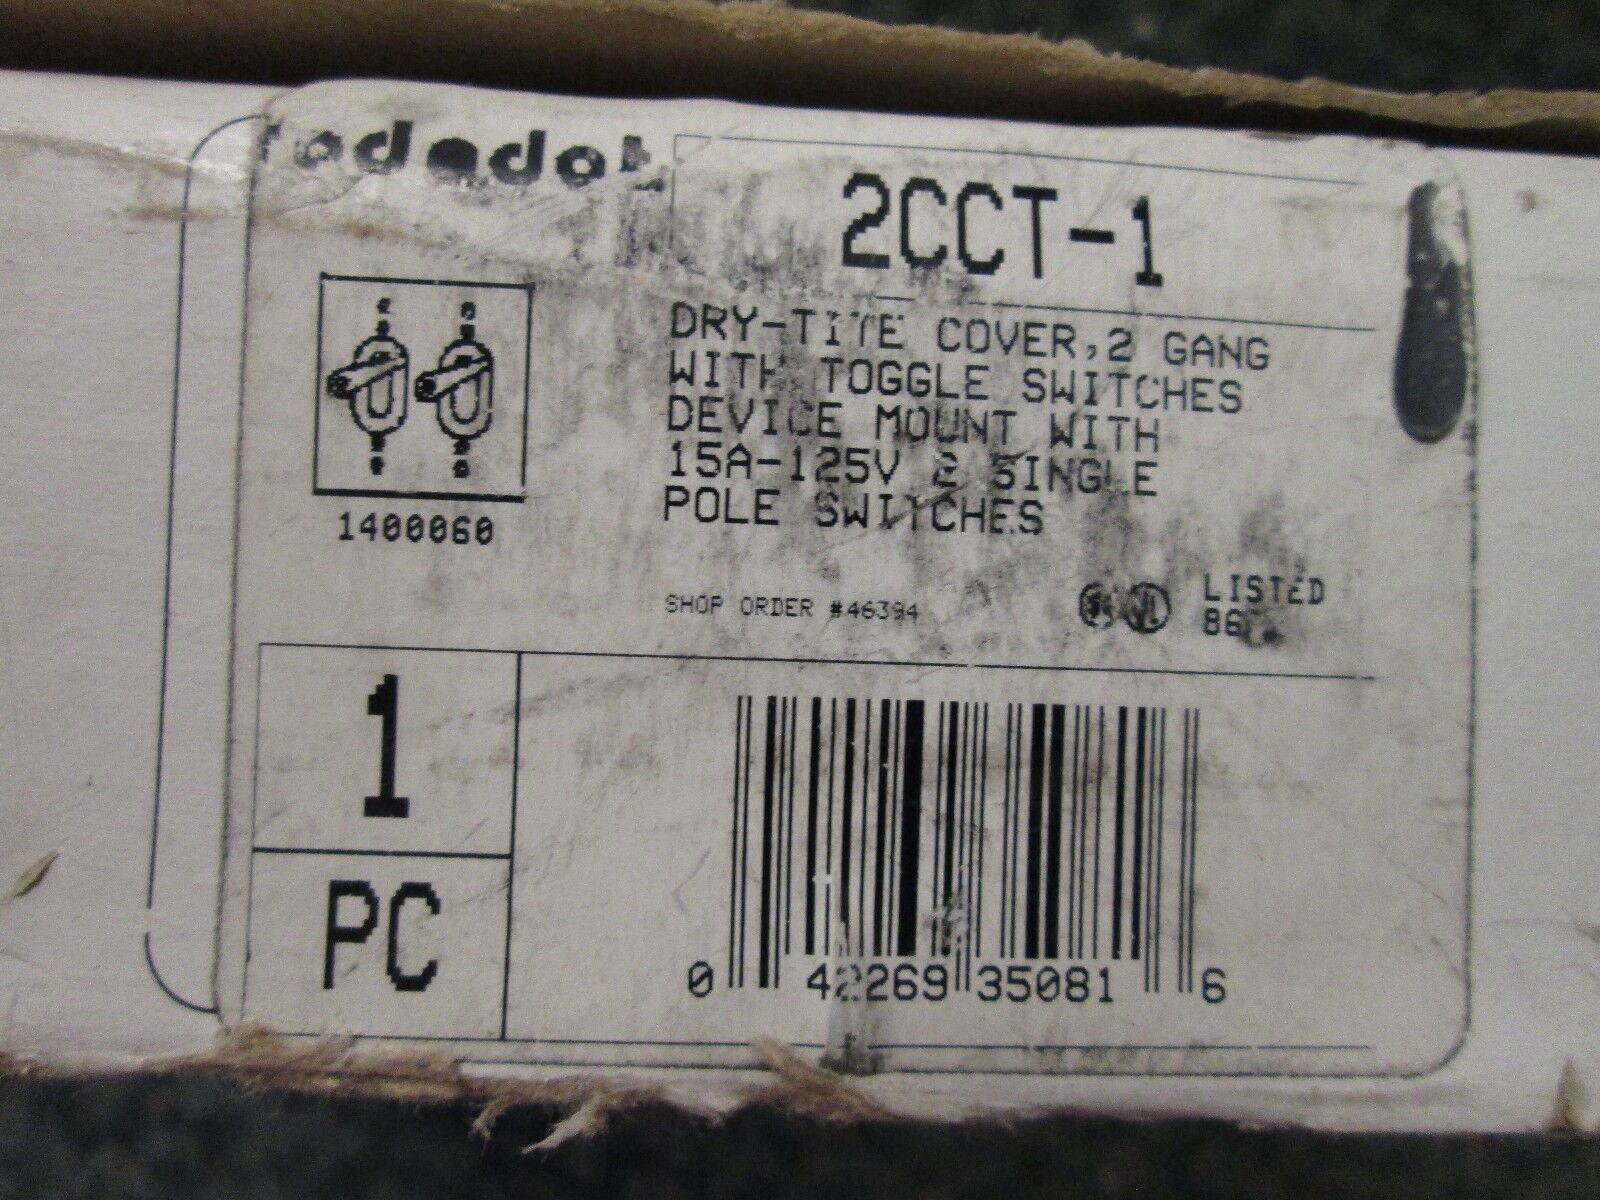 2CCT-1
DRY-TITE COVER,2 GANG
WITH TOGGLE SWITCHES
DEVICE MOUNT WITH
15A-125V 2 SINGLE
POLE SWITCHES
1400060
SHOP ORDER #46394
UL LISTED
1
PC
0 42269 35081 6